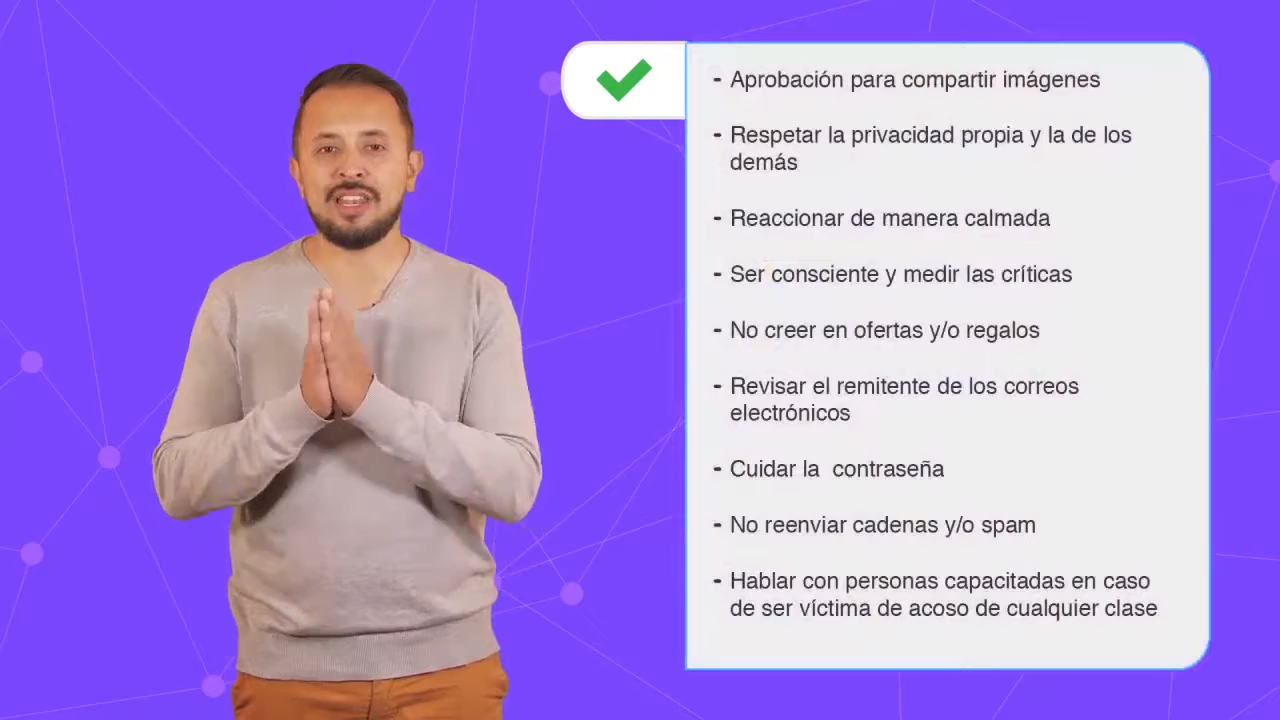 - Aprobación para compartir imágenes
- Respetar la privacidad propia y la de los
demás
- Reaccionar de manera calmada
- Ser consciente y medir las críticas
- No creer en ofertas y/o regalos
- Revisar el remitente de los correos
electrónicos
- Cuidar la  contraseña
- No reenviar cadenas y/o spam
- Hablar con personas capacitadas en caso
de ser víctima de acoso de cualquier clase